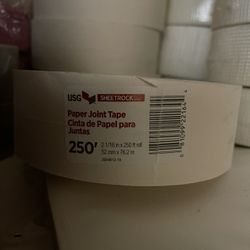 USG SHEETROCK
Paper Joint Tape
Cinta de Papel para
Juntas
250' 2 1/16 in x 250 ft roll
52 mm x 76.2 m